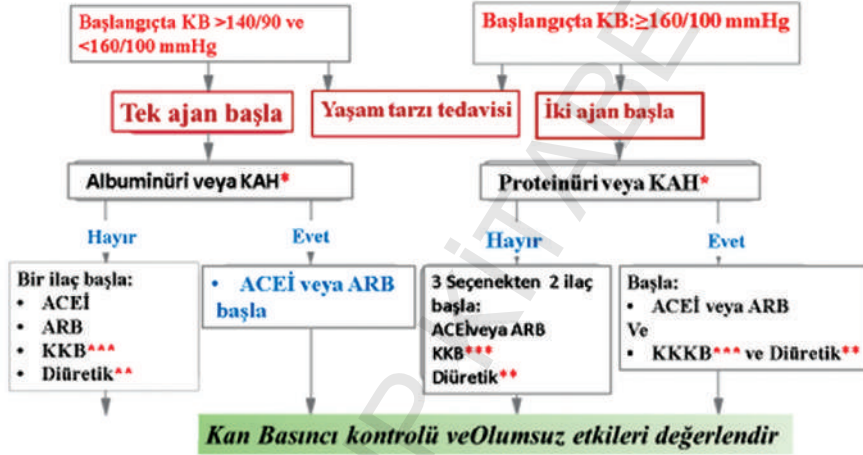 Başlangıçta KB >140/90 ve
<160/100 mmHg
Başlangıçta KB:≥160/100 mmHg
Tek ajan başla
Yaşam tarzı tedavisi
İki ajan başla
Albuminüri veya KAH*
Proteinüri veya KAH*
Hayır
Evet
Hayır
Evet
Bir ilaç başla:
• ACEİ
• ARB
• KKB***
• Diüretik**
• ACEİ veya ARB
başla
3 Seçenekten 2 ilaç
başla:
ACEİveya ARB
KKB***
Diüretik**
Başla:
• ACEİ veya ARB
Ve
• KKKB*** ve Diüretik**
Kan Basıncı kontrolü veOlumsuz etkileri değerlendir
P KİTABE